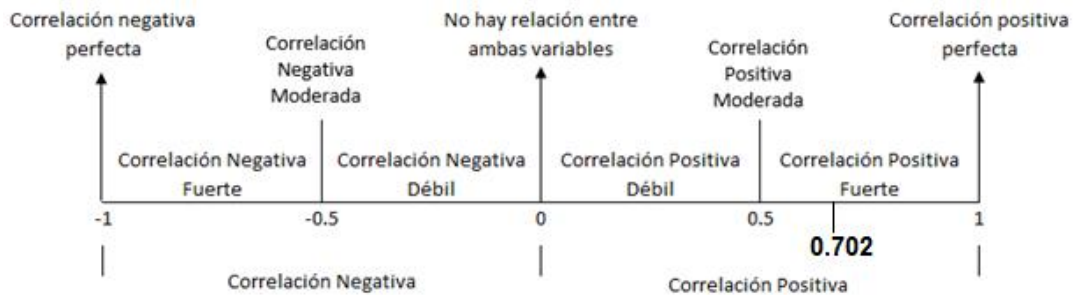 Correlación negativa
perfecta
Correlación
Negativa
Moderada
No hay relación entre
ambas variables
Correlación
Positiva
Moderada
Correlación positiva
perfecta
Correlación Negativa
Fuerte
Correlación Negativa
Débil
Correlación Positiva
Débil
Correlación Positiva
Fuerte
-1
-0.5
0
0.5
1
0.702
Correlación Negativa
Correlación Positiva